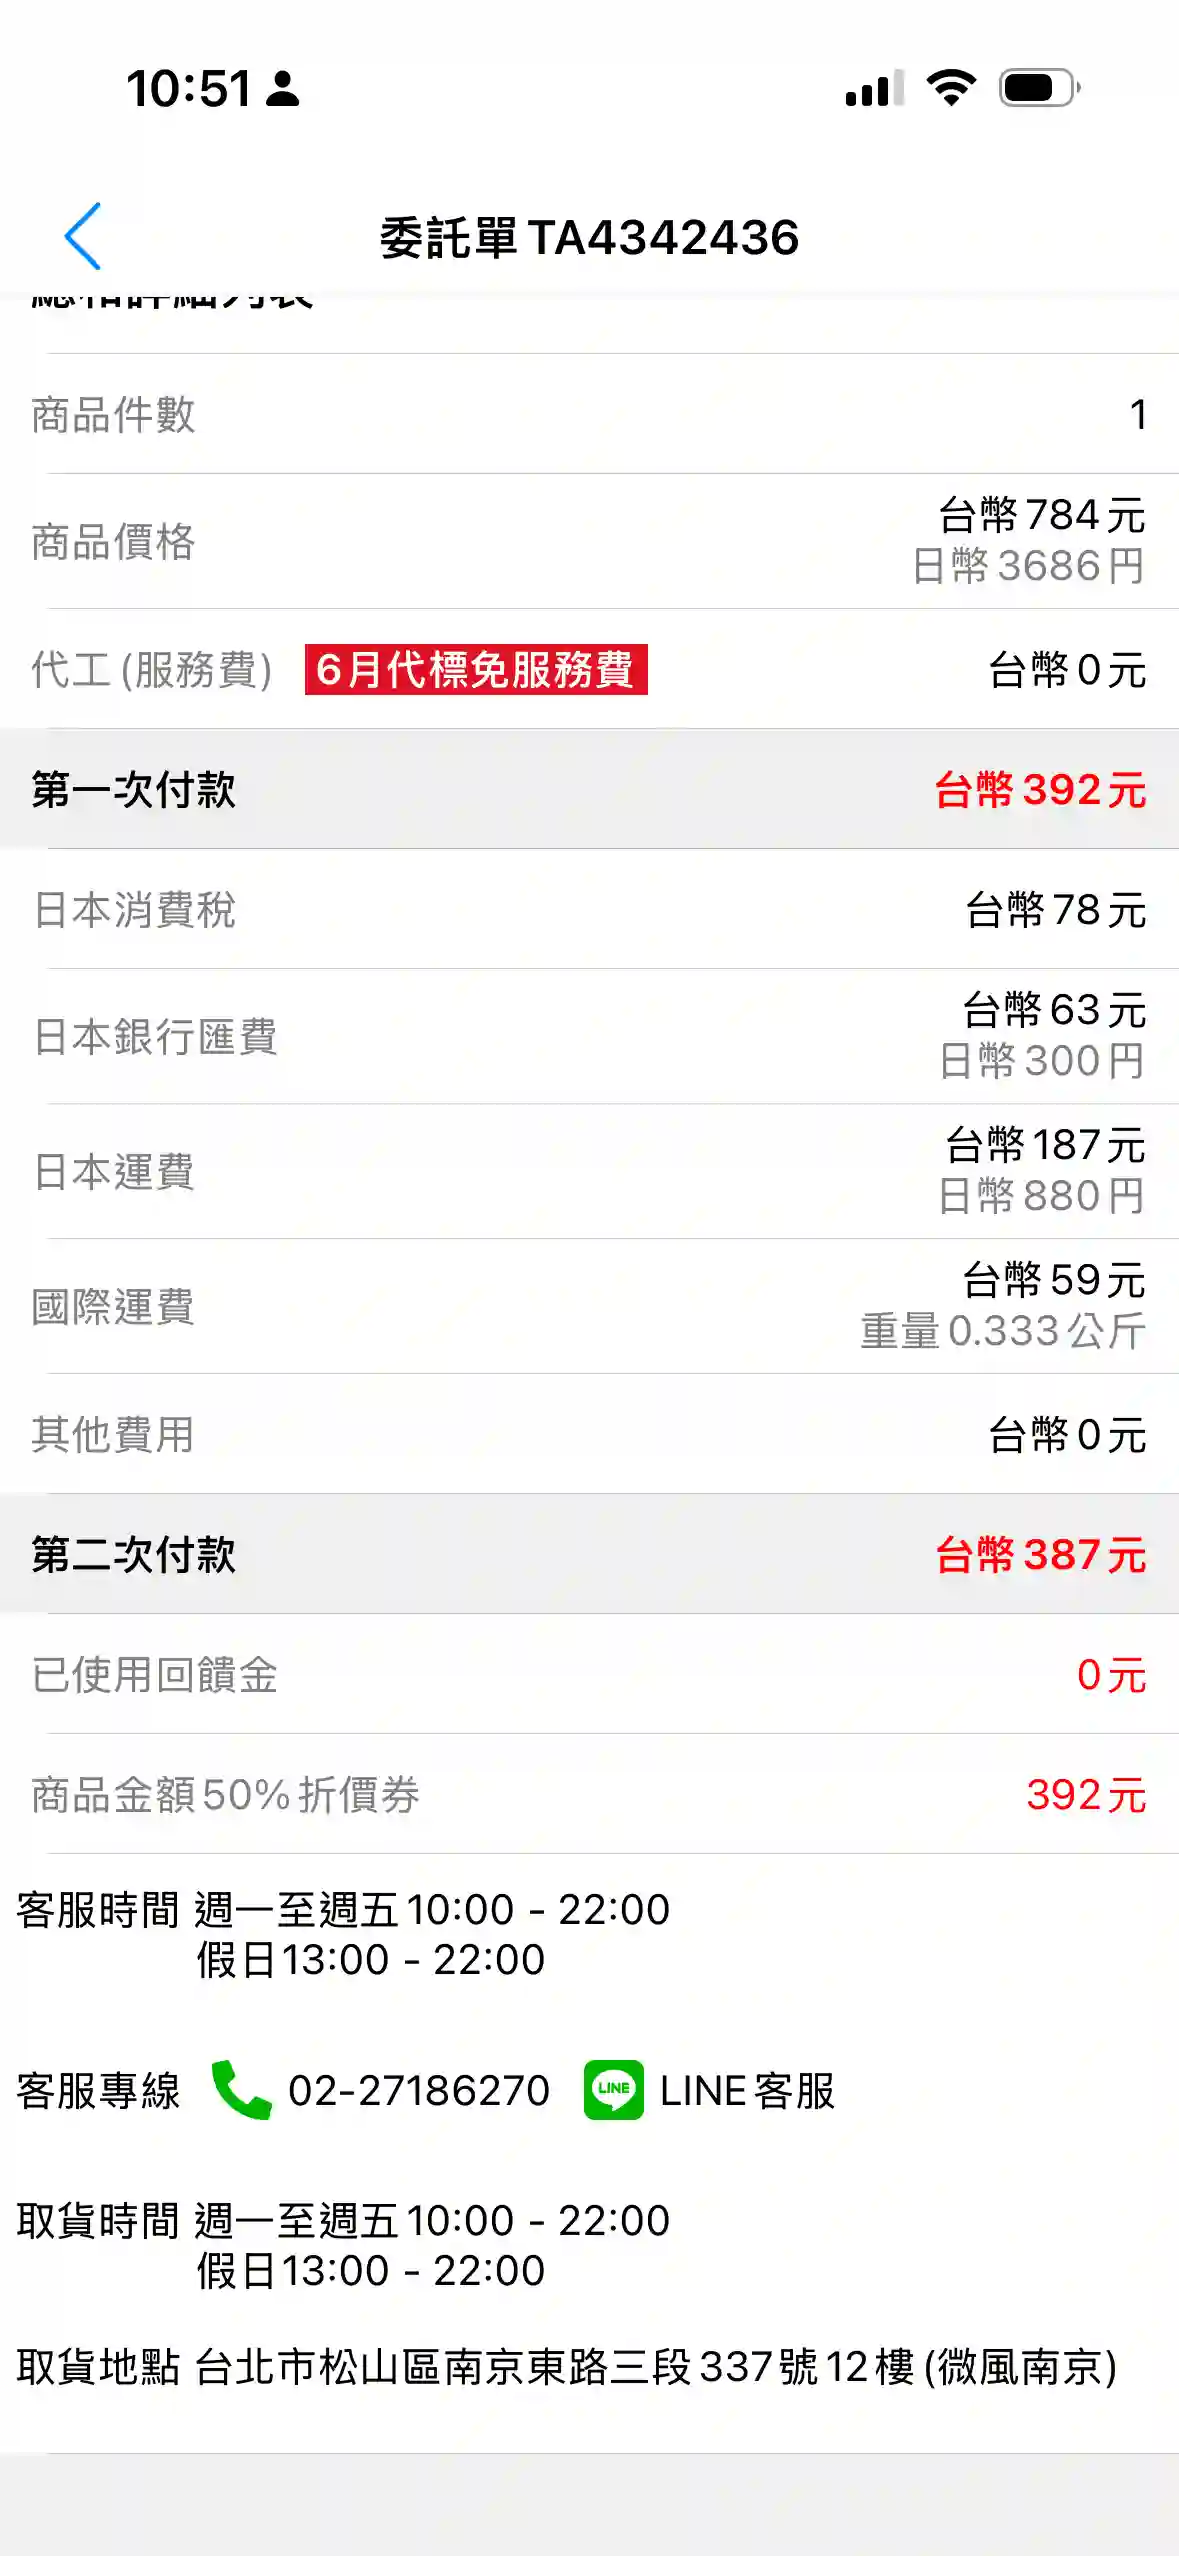 10:51
委託單 TA4342436
商品件數
1
商品價格
台幣 784 元
日幣 3686 円
代工 (服務費)
6月代標免服務費
台幣 0 元
第一次付款
台幣 392 元
日本消費稅
台幣 78 元
日本銀行匯費
台幣 63 元
日幣 300 円
日本運費
台幣 187 元
日幣 880 円
國際運費
台幣 59 元
重量 0.333 公斤
其他費用
台幣 0 元
第二次付款
台幣 387 元
已使用回饋金
0 元
商品金額 50% 折價券
392 元
客服時間 週一至週五 10:00 - 22:00
假日 13:00 - 22:00
客服專線 02-27186270 LINE LINE 客服
取貨時間 週一至週五 10:00 - 22:00
假日 13:00 - 22:00
取貨地點 台北市松山區南京東路三段 337 號 12 樓 (微風南京)